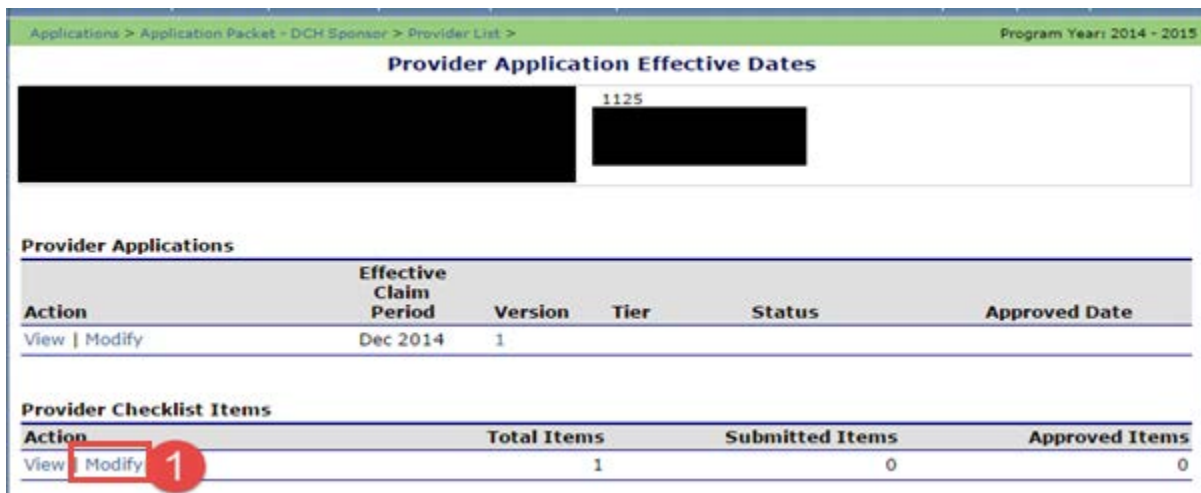 Applications > Application Packet - DCH Sponsor > Provider List > Program Year: 2014 - 2015
Provider Application Effective Dates
1125
Provider Applications
Action Effective Claim Period Version Tier Status Approved Date
View | Modify Dec 2014 1
Provider Checklist Items
Action Total Items Submitted Items Approved Items
View | Modify 1 1 0 0